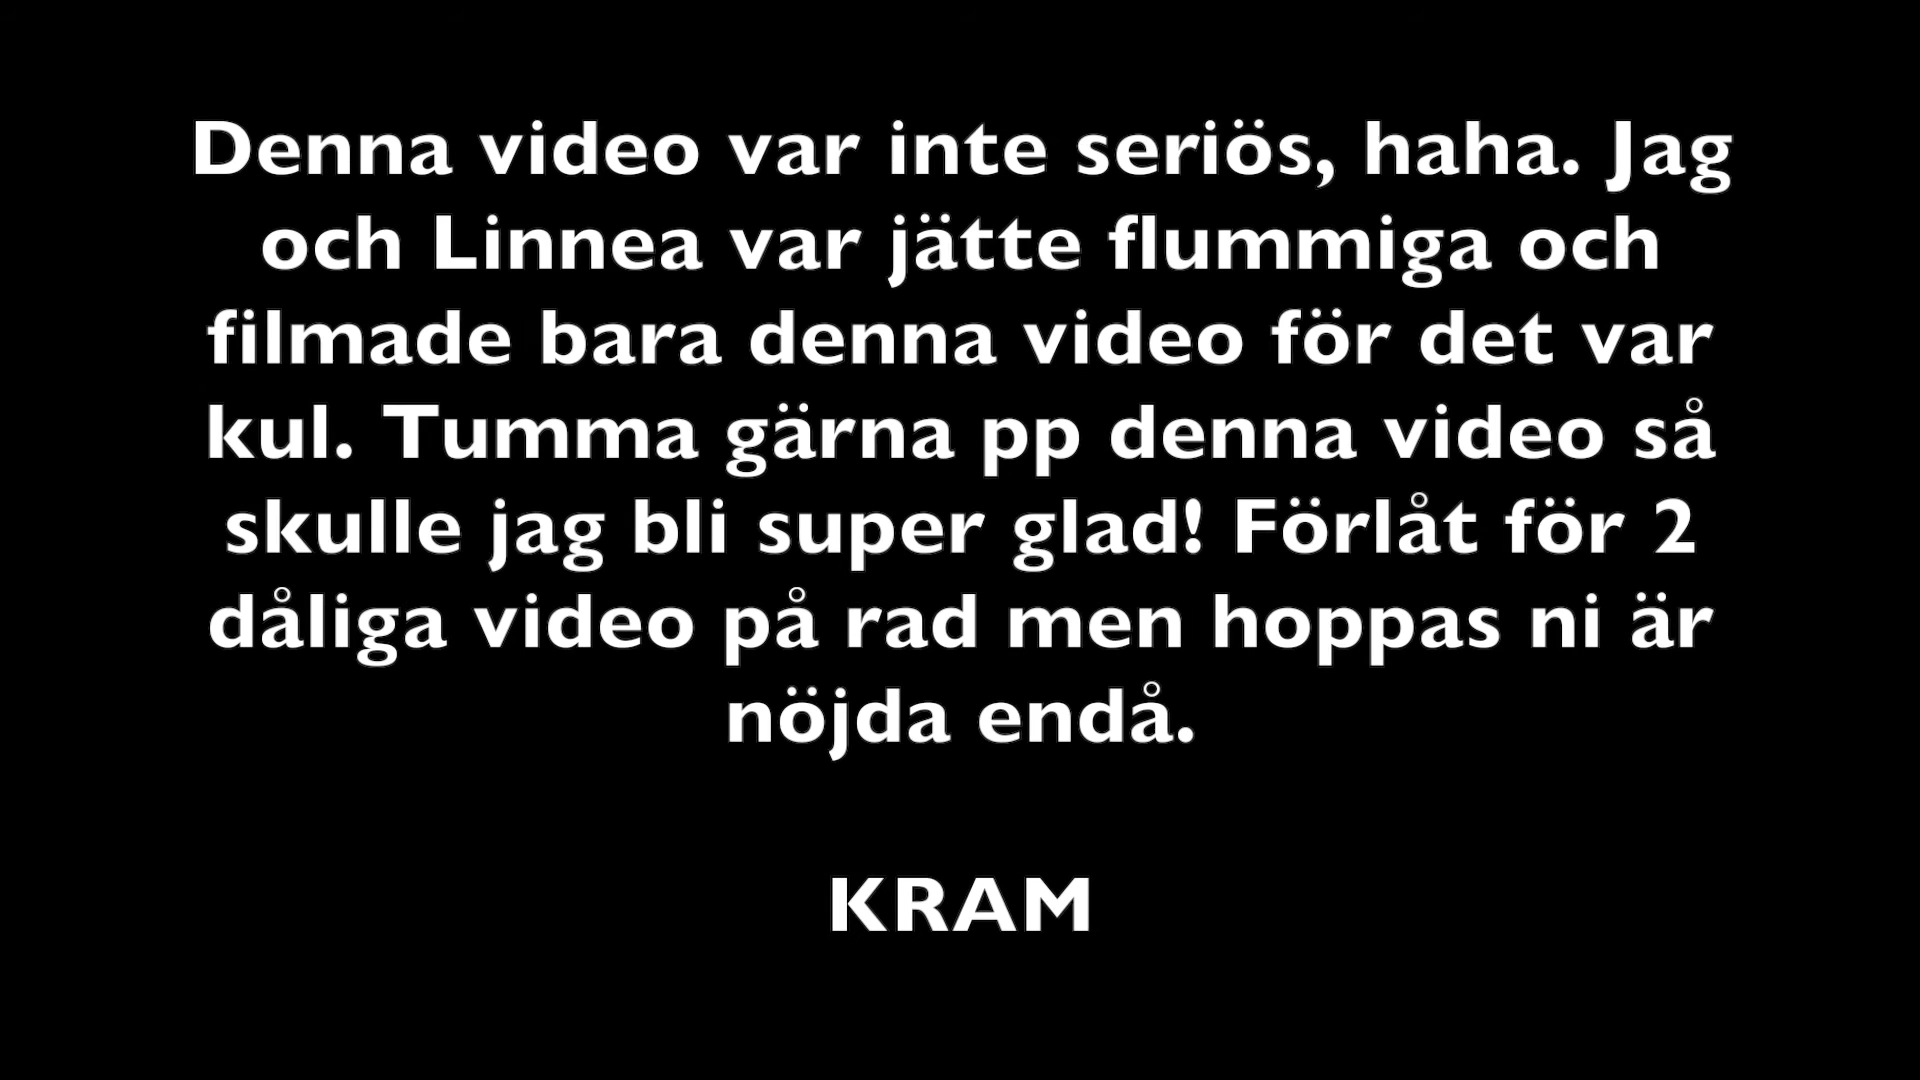 Denna video var inte seriös, haha. Jag
och Linnea var jätte flummiga och
filmade bara denna video för det var
kul. Tumma gärna pp denna video så
skulle jag bli super glad! Förlåt för 2
dåliga video på rad men hoppas ni är
nöjda endå.
KRAM